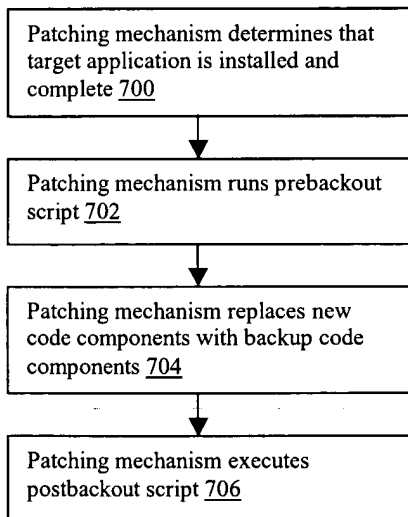 Patching mechanism determines that
target application is installed and
complete 700
Patching mechanism runs prebackout
script 702
Patching mechanism replaces new
code components with backup code
components 704
Patching mechanism executes
postbackout script 706